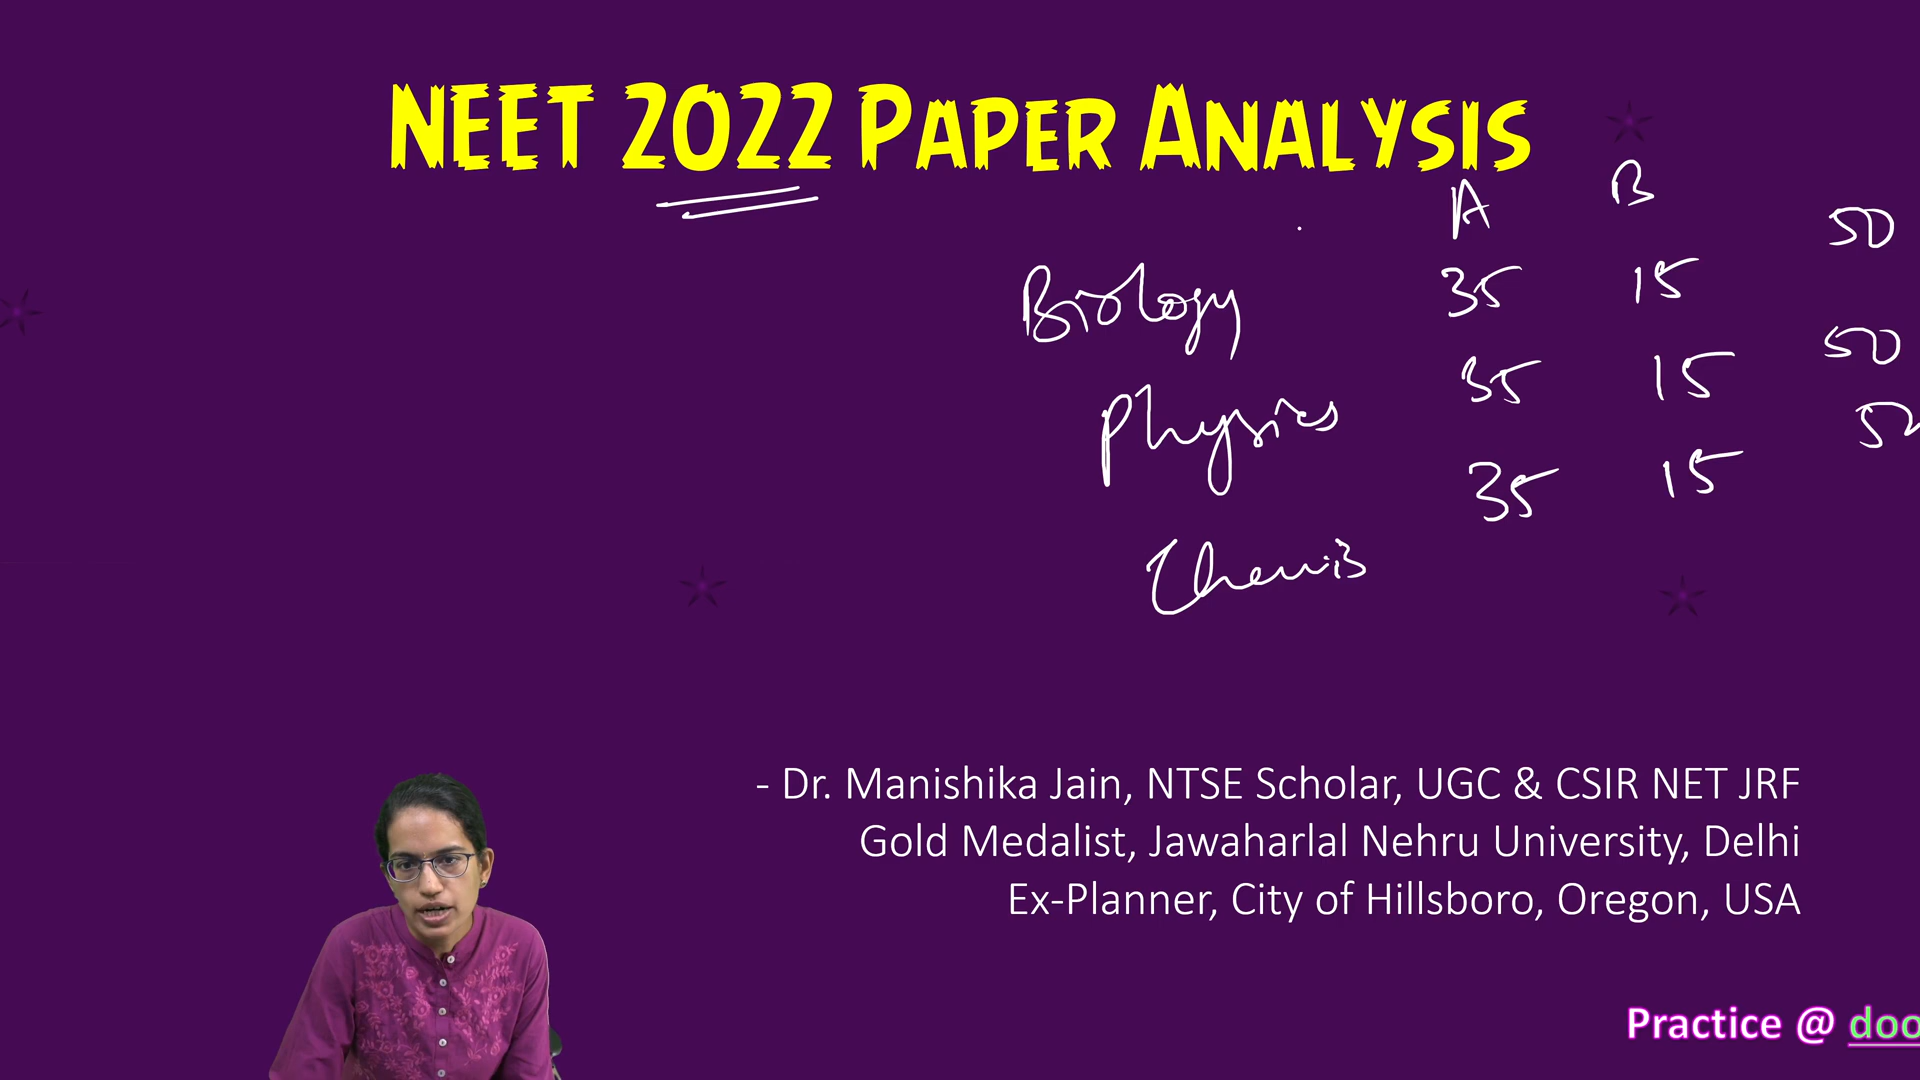 NEET 2022 PAPER ANALYSIS
A B
Biology 35 15 50
Physics 35 15 50
35 15
- Dr. Manishika Jain, NTSE Scholar, UGC & CSIR NET JRF
Gold Medalist, Jawaharlal Nehru University, Delhi
Ex-Planner, City of Hillsboro, Oregon, USA
Practice @ doo